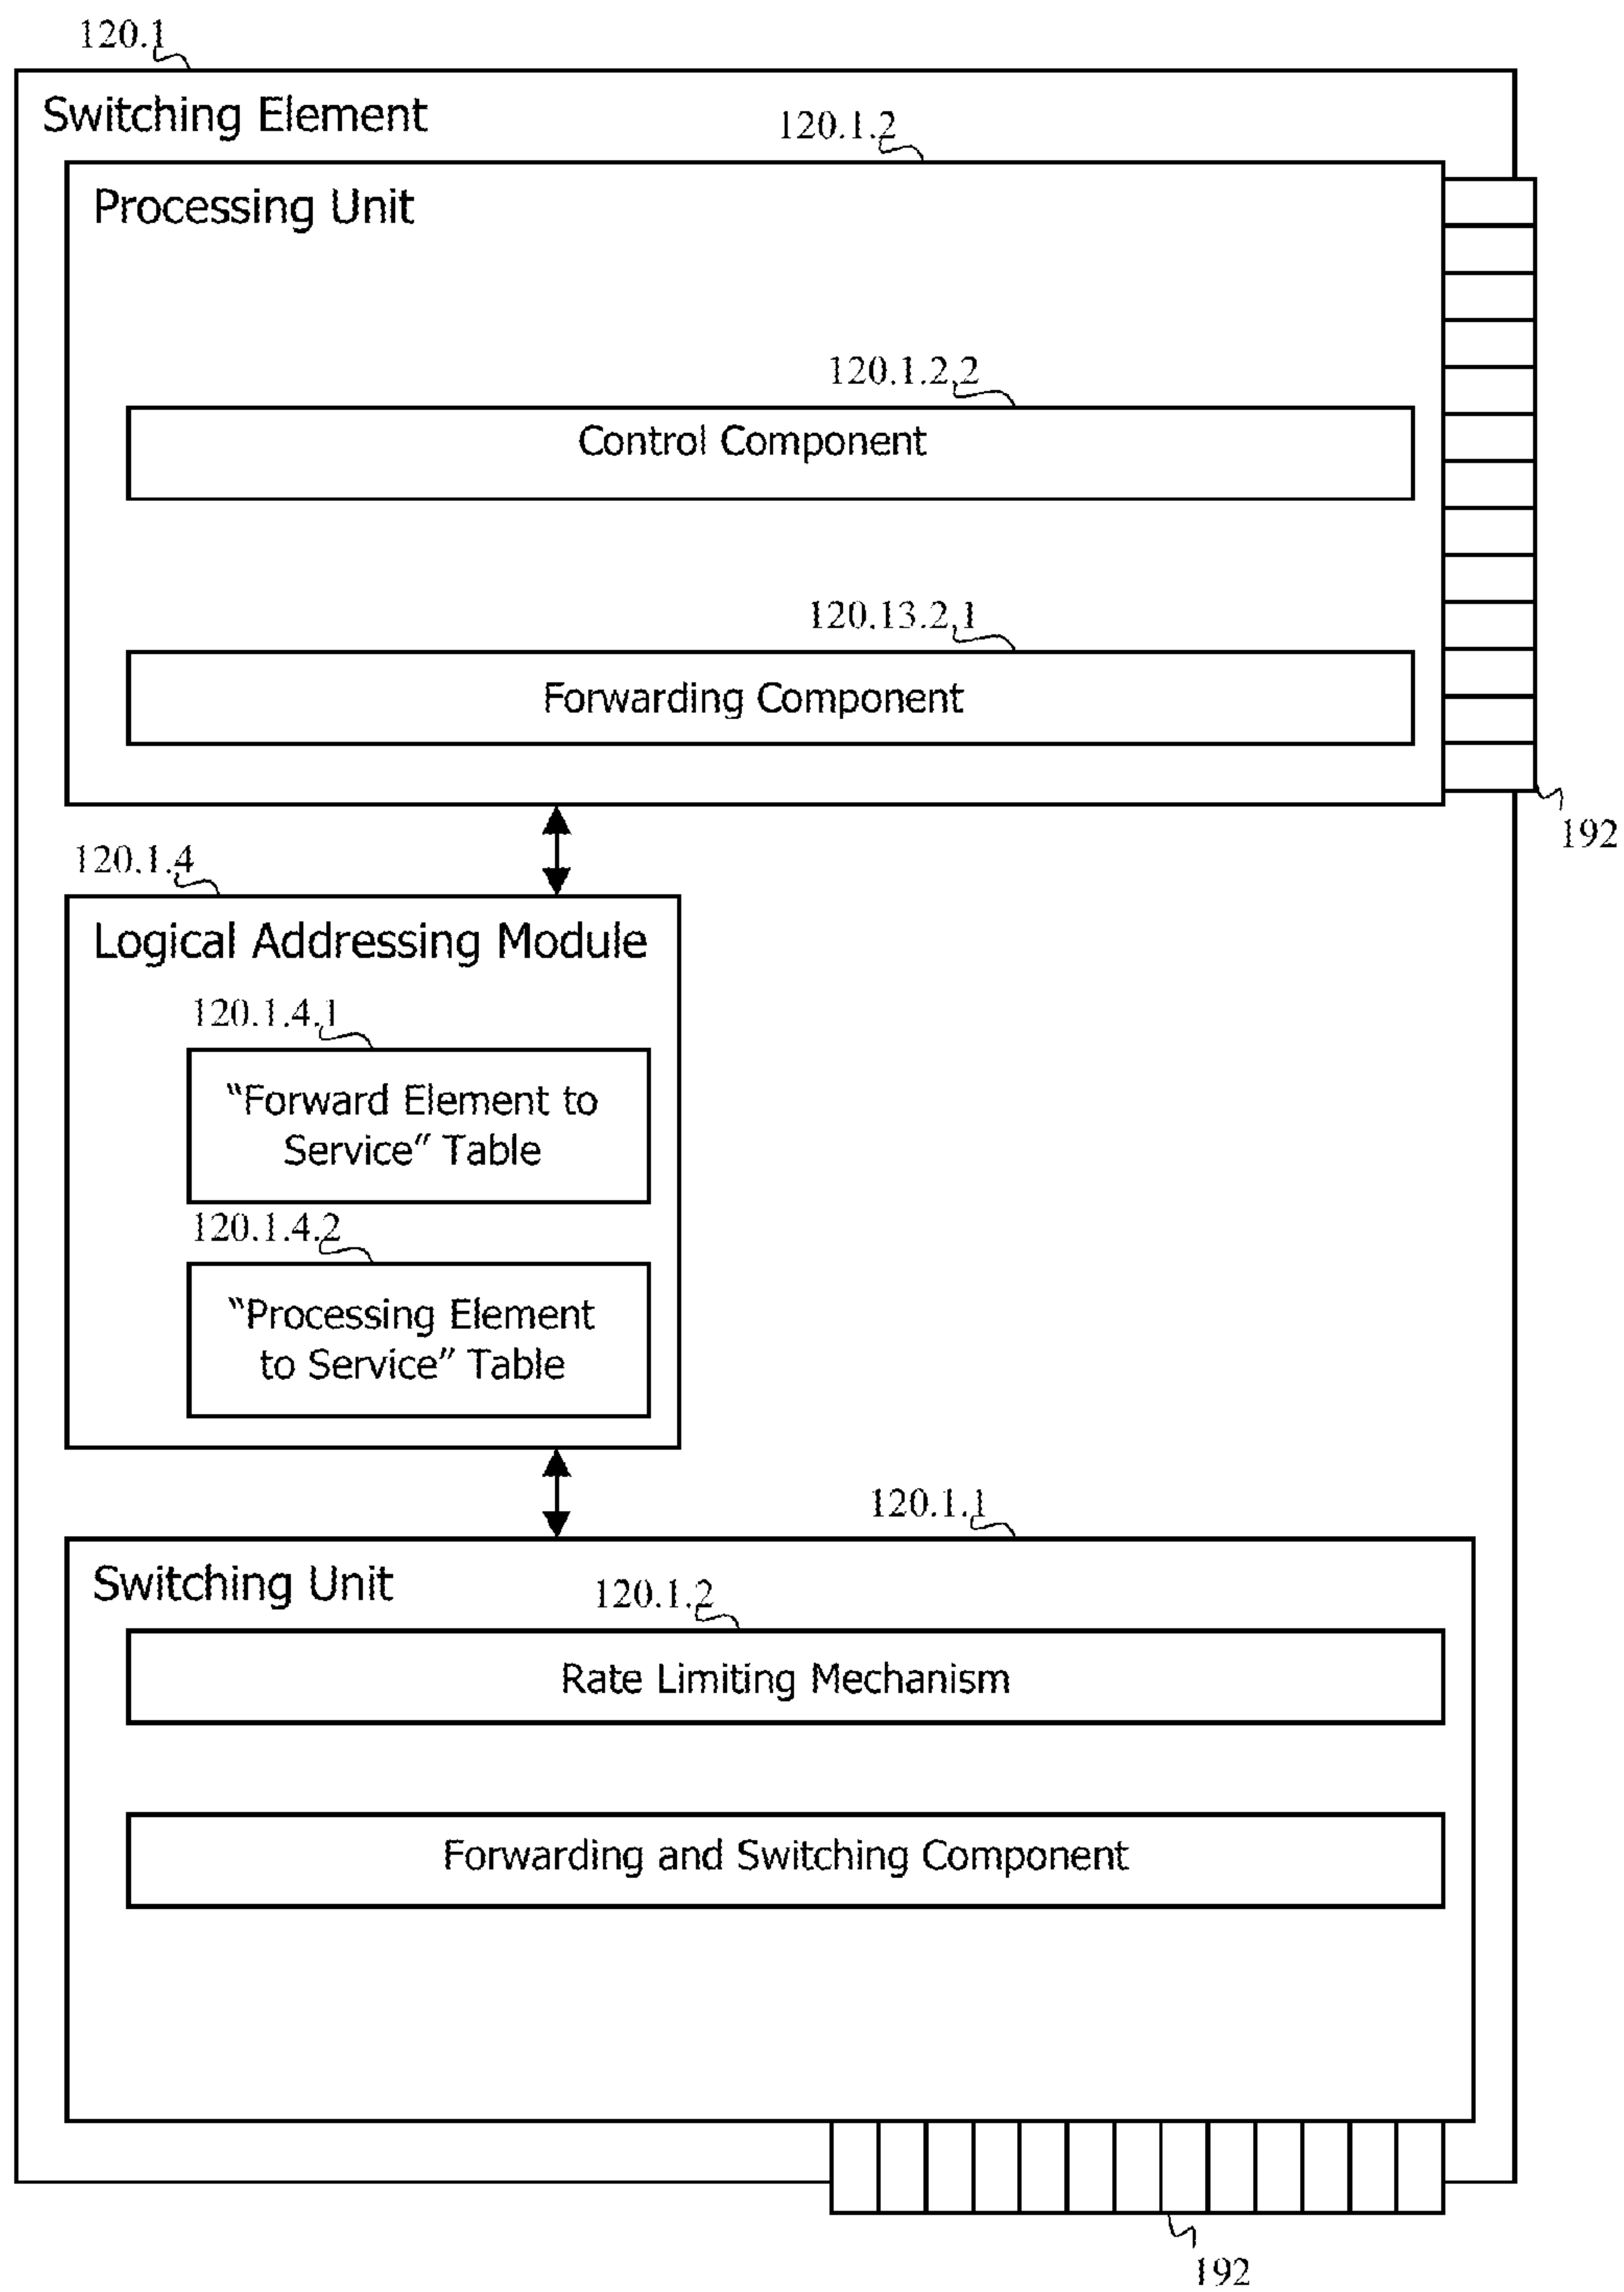 120.1
Switching Element
120.1.2
Processing Unit
120.1.2.2
Control Component
120.13.2.1
Forwarding Component
192
120.1.4
Logical Addressing Module
120.1.4.1
“Forward Element to
Service” Table
120.1.4.2
“Processing Element
to Service” Table
120.1.1
Switching Unit
120.1.2
Rate Limiting Mechanism
Forwarding and Switching Component
192